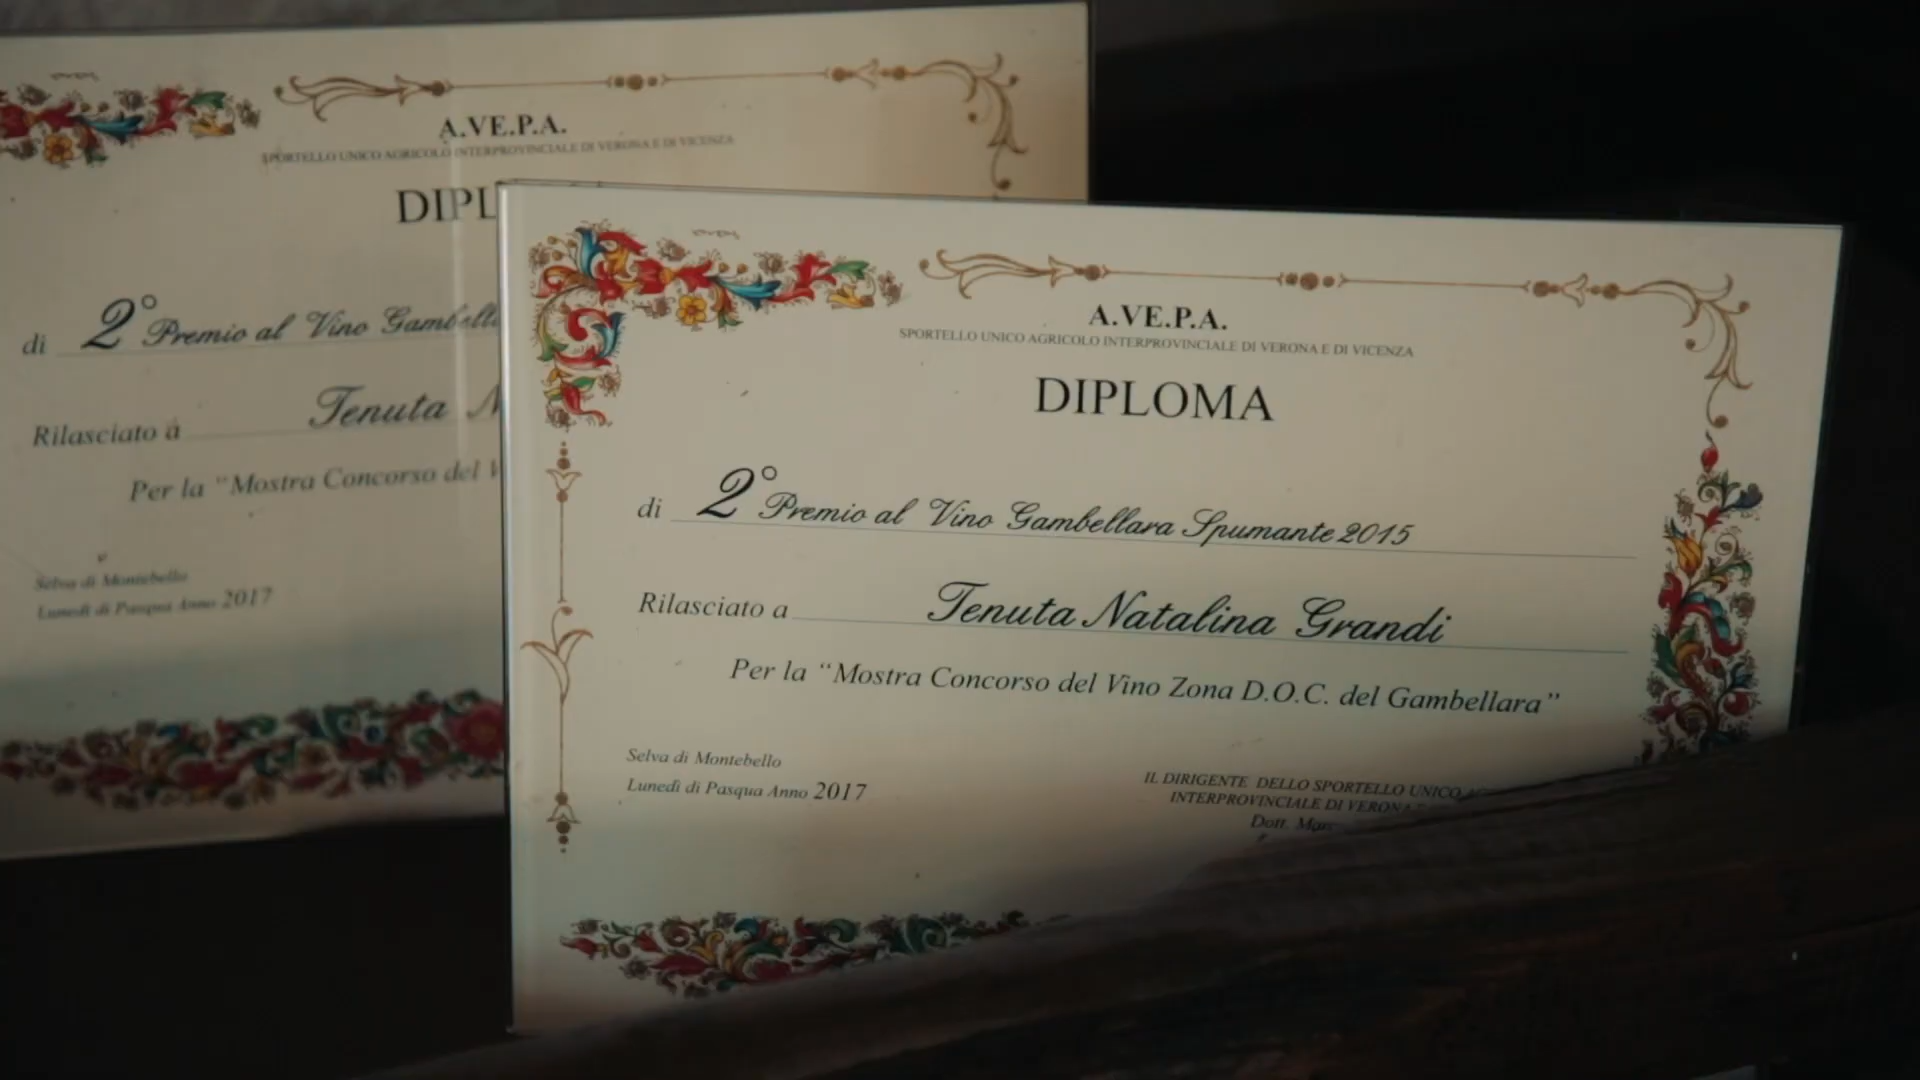 A.VE.P.A.
SPORTELLO UNICO AGRICOLO INTERPROVINCIALE DI VERONA E DI VICENZA
DIPL
di 2° Premio al Vino Gambella
Rilasciato a Tenuta N
Per la “Mostra Concorso del V
Selva di Montebello
Lunedì di Pasqua Anno 2017
A.VE.P.A.
SPORTELLO UNICO AGRICOLO INTERPROVINCIALE DI VERONA E DI VICENZA
DIPLOMA
di 2° Premio al Vino Gambellara Spumante 2015
Rilasciato a Tenuta Natalina Grandi
Per la “Mostra Concorso del Vino Zona D.O.C. del Gambellara”
Selva di Montebello
Lunedì di Pasqua Anno 2017
IL DIRIGENTE DELLO SPORTELLO UNICO
INTERPROVINCIALE DI VERONA
Dott.